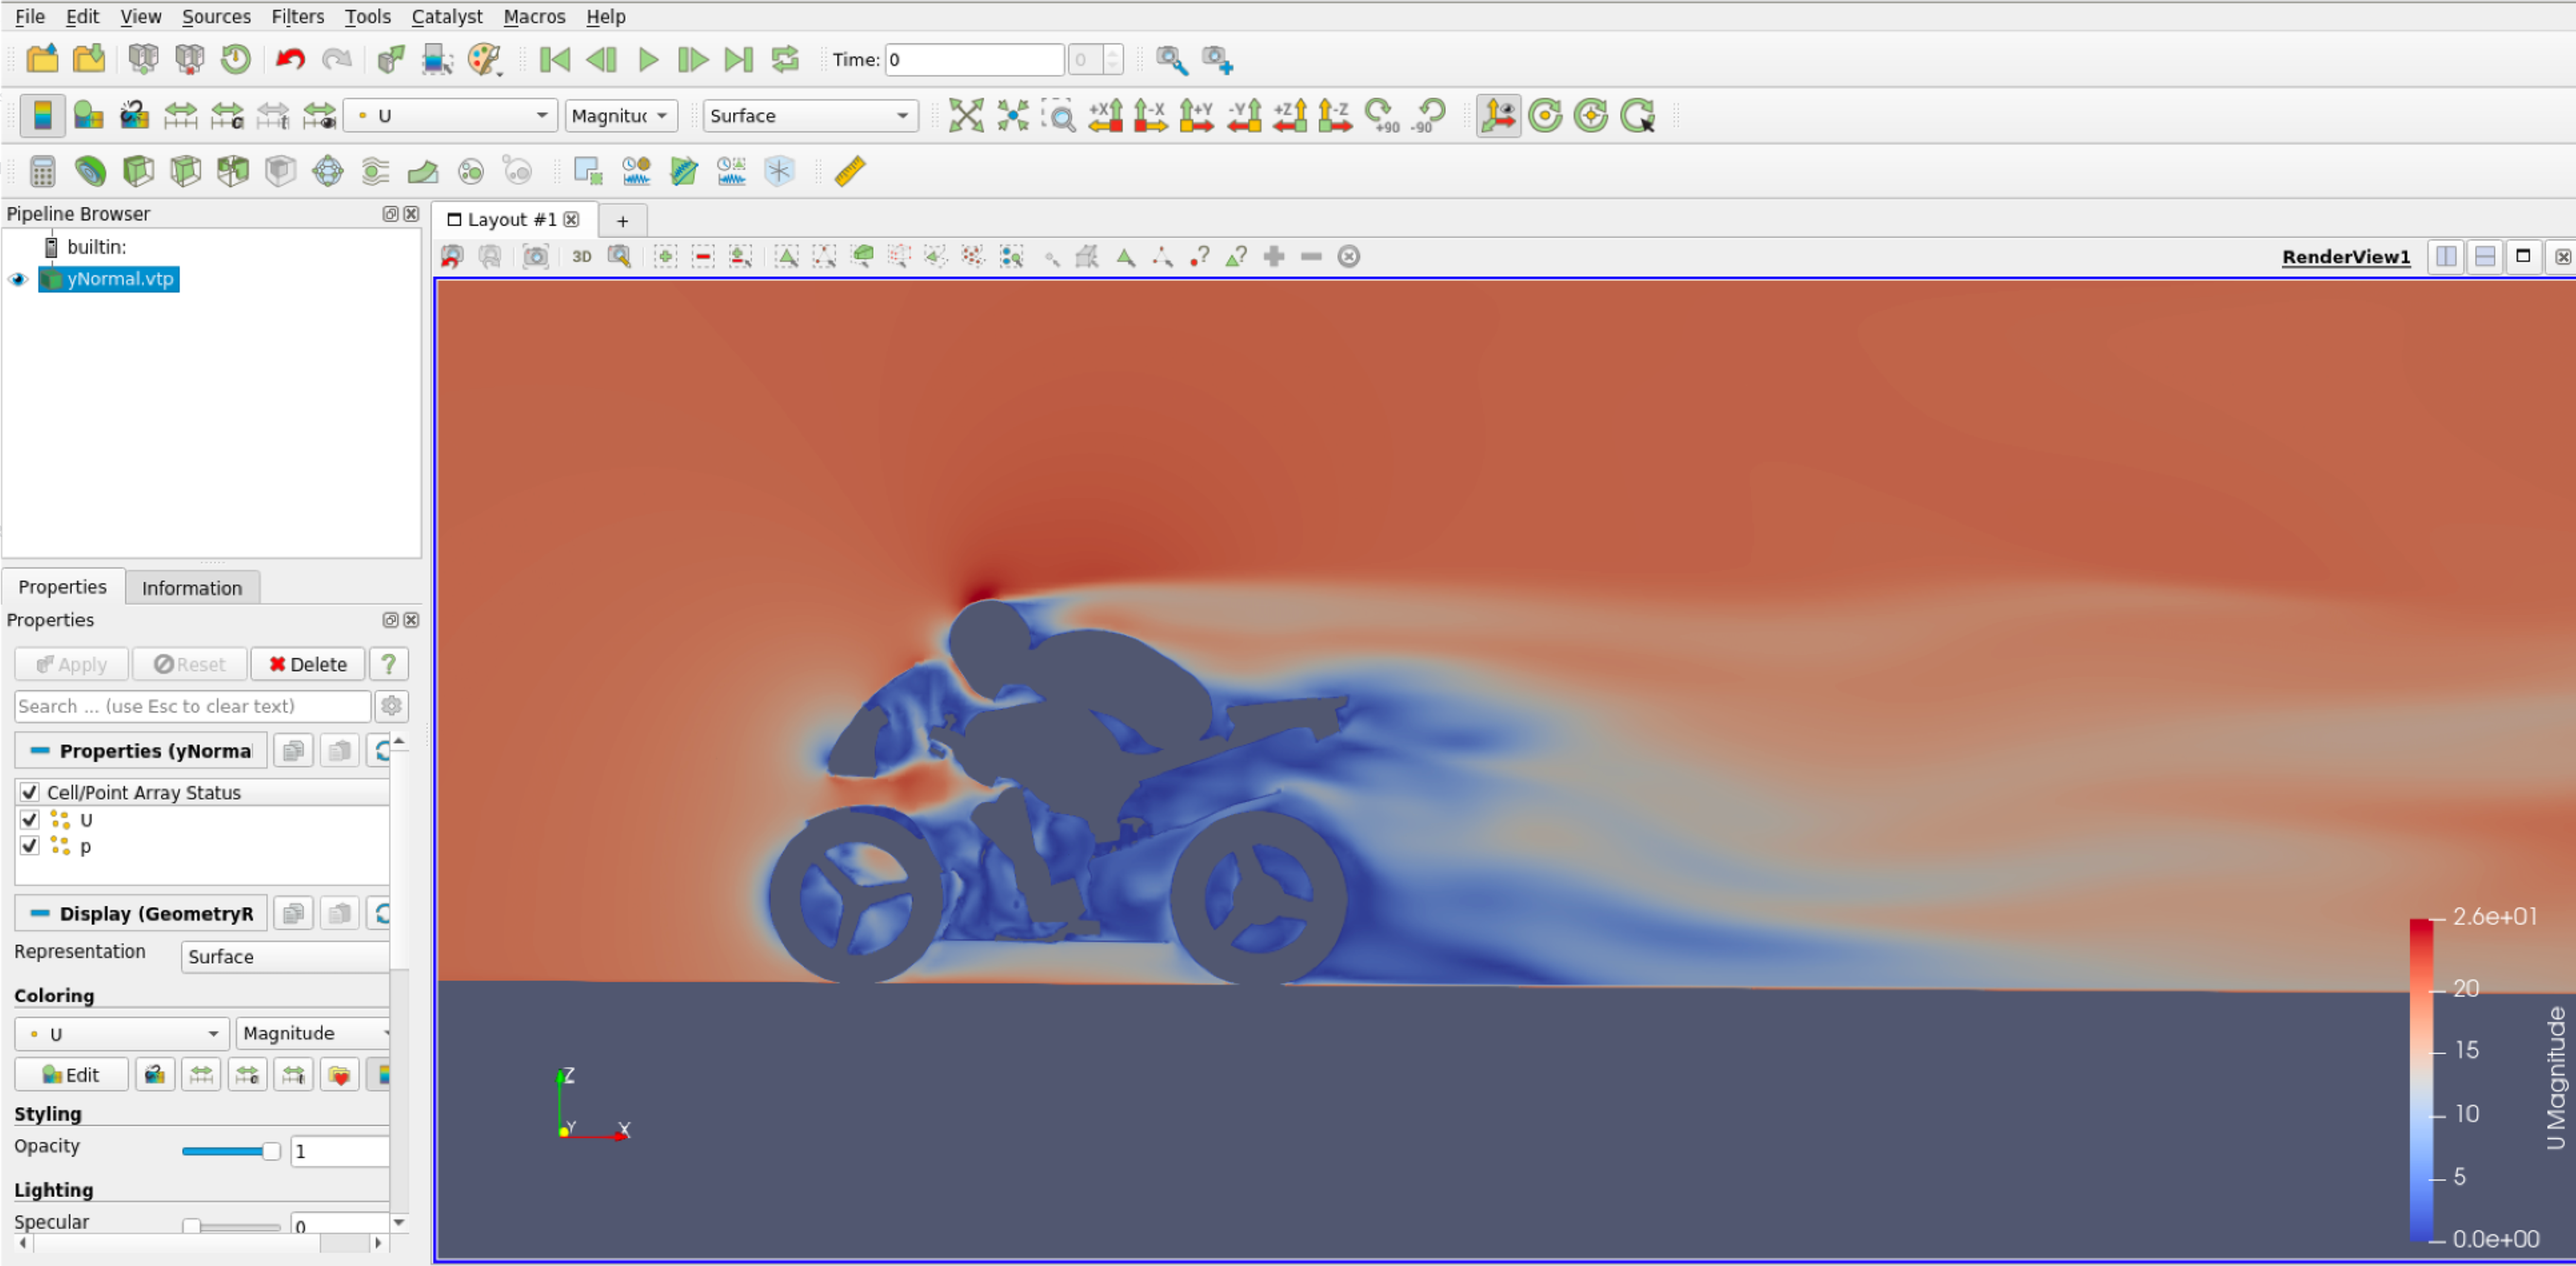 File Edit View Sources Filters Tools Catalyst Macros Help
Time: 0 0
U Magnituc Surface +X -X +Y -Y +Z -Z +90 -90
Pipeline Browser
Layout #1 +
builtin:
3D RenderView1
yNormal.vtp
Properties Information
Properties
Apply Reset Delete ?
Search ... (use Esc to clear text)
Properties (yNorma
Cell/Point Array Status
U
p
Display (GeometryR
Representation Surface
Coloring
U Magnitude
Edit
Styling
Opacity 1
Lighting
Specular 0
Z
Y X
2.6e+01
20
15
10
5
0.0e+00
U Magnitude